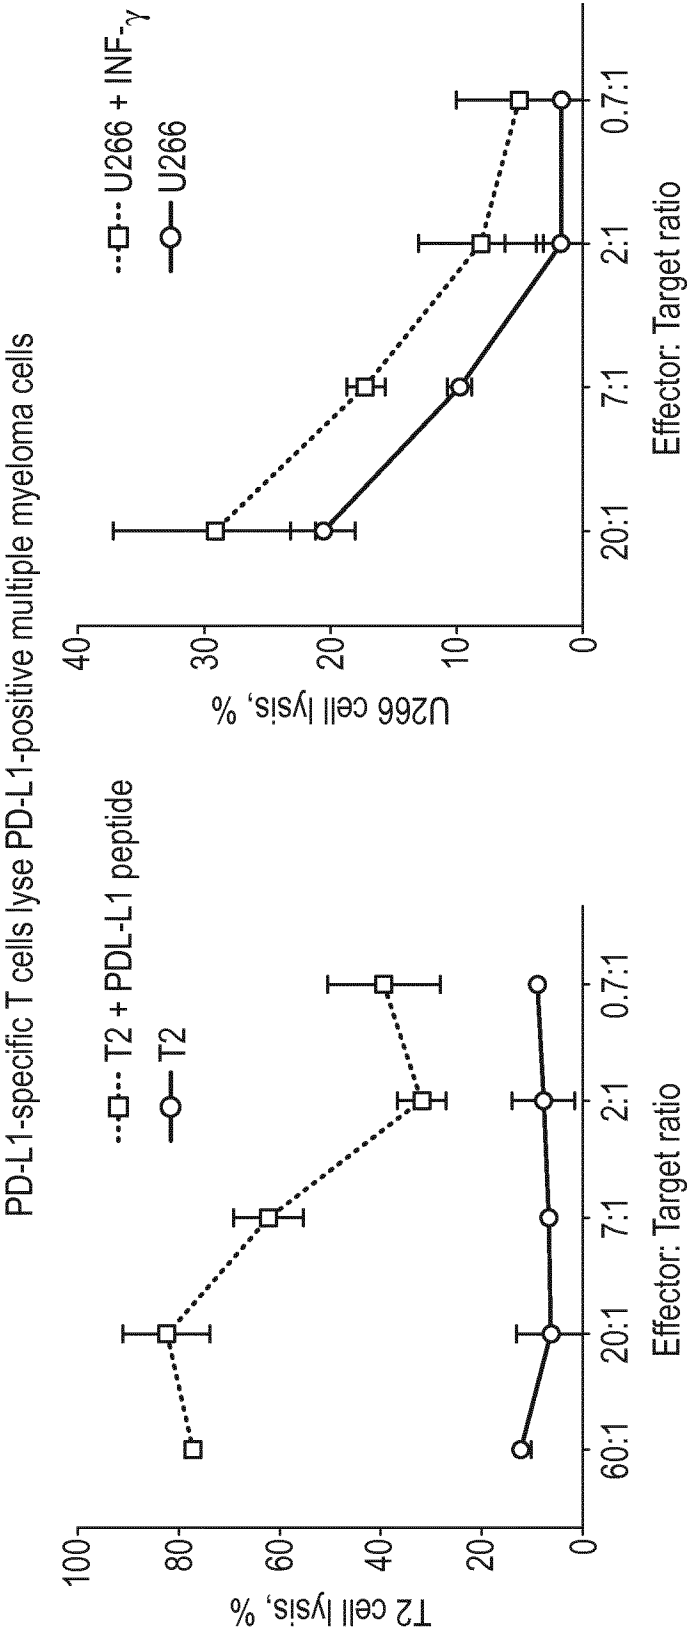 PD-L1-specific T cells lyse PD-L1-positive multiple myeloma cells
T2 + PDL-L1 peptide
T2
T2 cell lysis, %
100
80
60
40
20
0
60:1
20:1
7:1
2:1
0.7:1
Effector: Target ratio
U266 + INF-γ
U266
U266 cell lysis, %
40
30
20
10
0
20:1
7:1
2:1
0.7:1
Effector: Target ratio